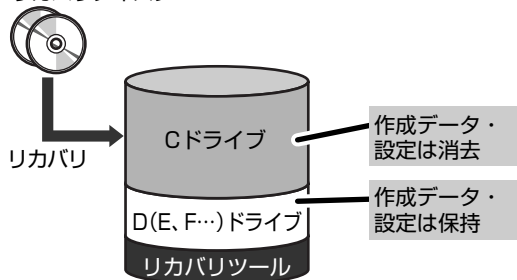 リカバリ
Cドライブ
作成データ・
設定は消去
D(E、F…)ドライブ
作成データ・
設定は保持
リカバリツール